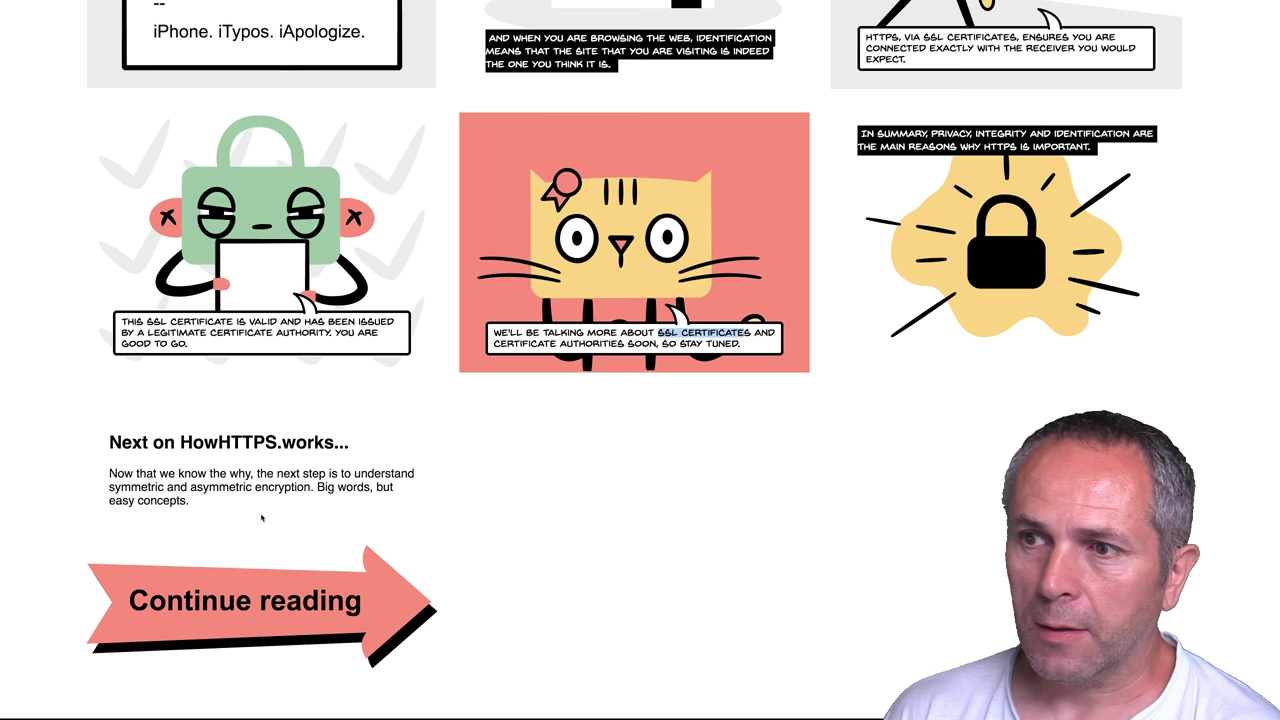 --
iPhone. iTypos. iApologize.
AND WHEN YOU ARE BROWSING THE WEB, IDENTIFICATION
MEANS THAT THE SITE THAT YOU ARE VISITING IS INDEED
THE ONE YOU THINK IT IS.
HTTPS, VIA SSL CERTIFICATES, ENSURES YOU ARE
CONNECTED EXACTLY WITH THE RECEIVER YOU WOULD
EXPECT.
THIS SSL CERTIFICATE IS VALID AND HAS BEEN ISSUED
BY A LEGITIMATE CERTIFICATE AUTHORITY. YOU ARE
GOOD TO GO.
WE'LL BE TALKING MORE ABOUT SSL CERTIFICATES AND
CERTIFICATE AUTHORITIES SOON, SO STAY TUNED.
IN SUMMARY, PRIVACY, INTEGRITY AND IDENTIFICATION ARE
THE MAIN REASONS WHY HTTPS IS IMPORTANT.
Next on HowHTTPS.works...
Now that we know the why, the next step is to understand
symmetric and asymmetric encryption. Big words, but
easy concepts.
Continue reading